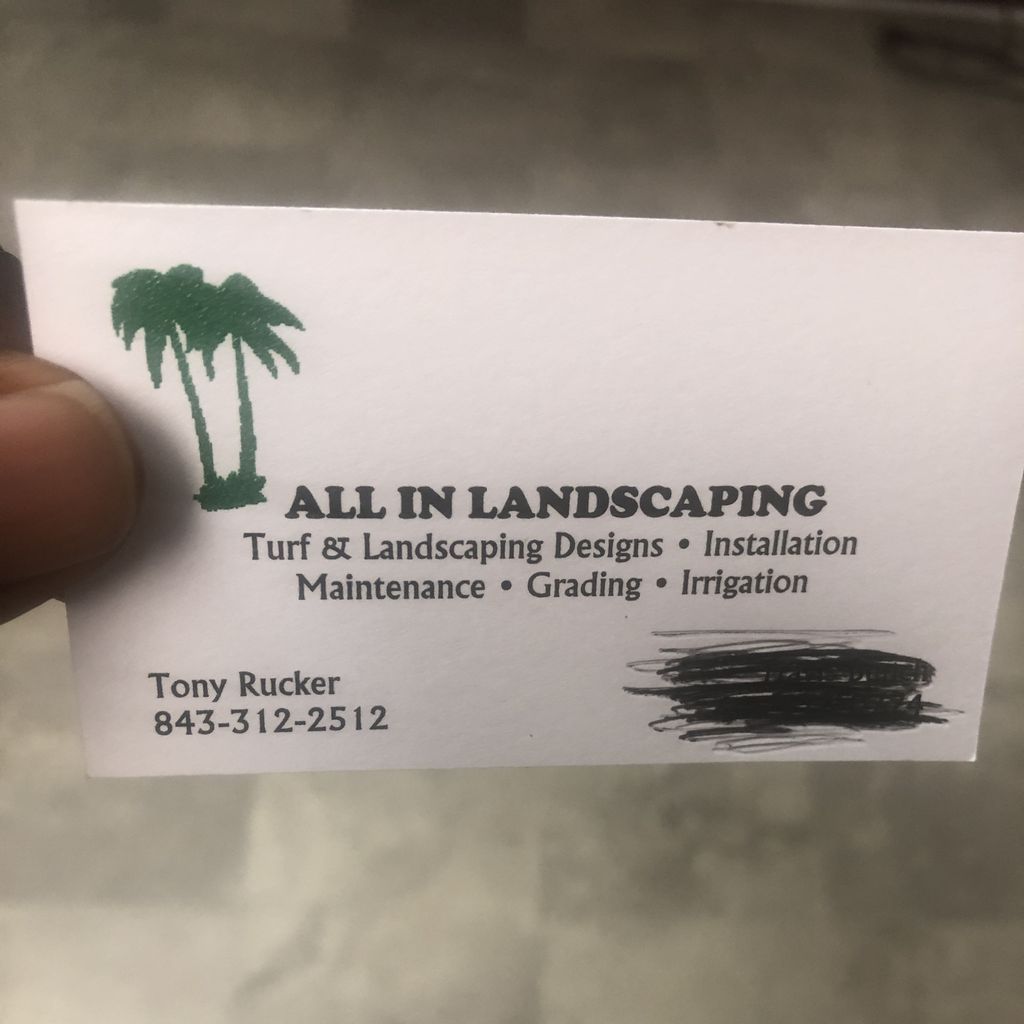 ALL IN LANDSCAPING
Turf & Landscaping Designs • Installation
Maintenance • Grading • Irrigation
Tony Rucker
843-312-2512